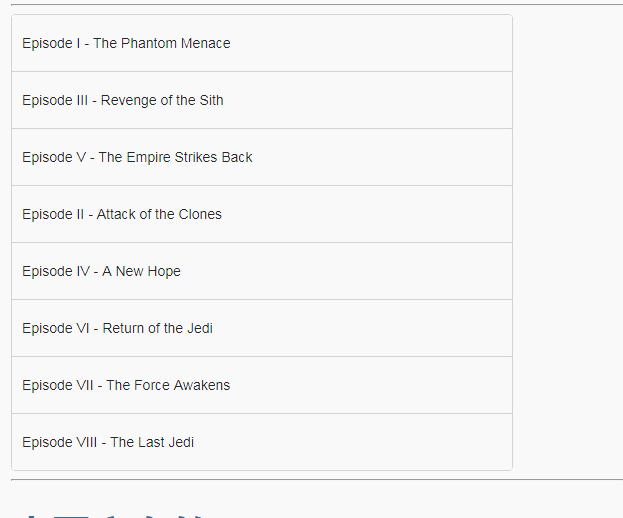 Episode I - The Phantom Menace
Episode III - Revenge of the Sith
Episode V - The Empire Strikes Back
Episode II - Attack of the Clones
Episode IV - A New Hope
Episode VI - Return of the Jedi
Episode VII - The Force Awakens
Episode VIII - The Last Jedi